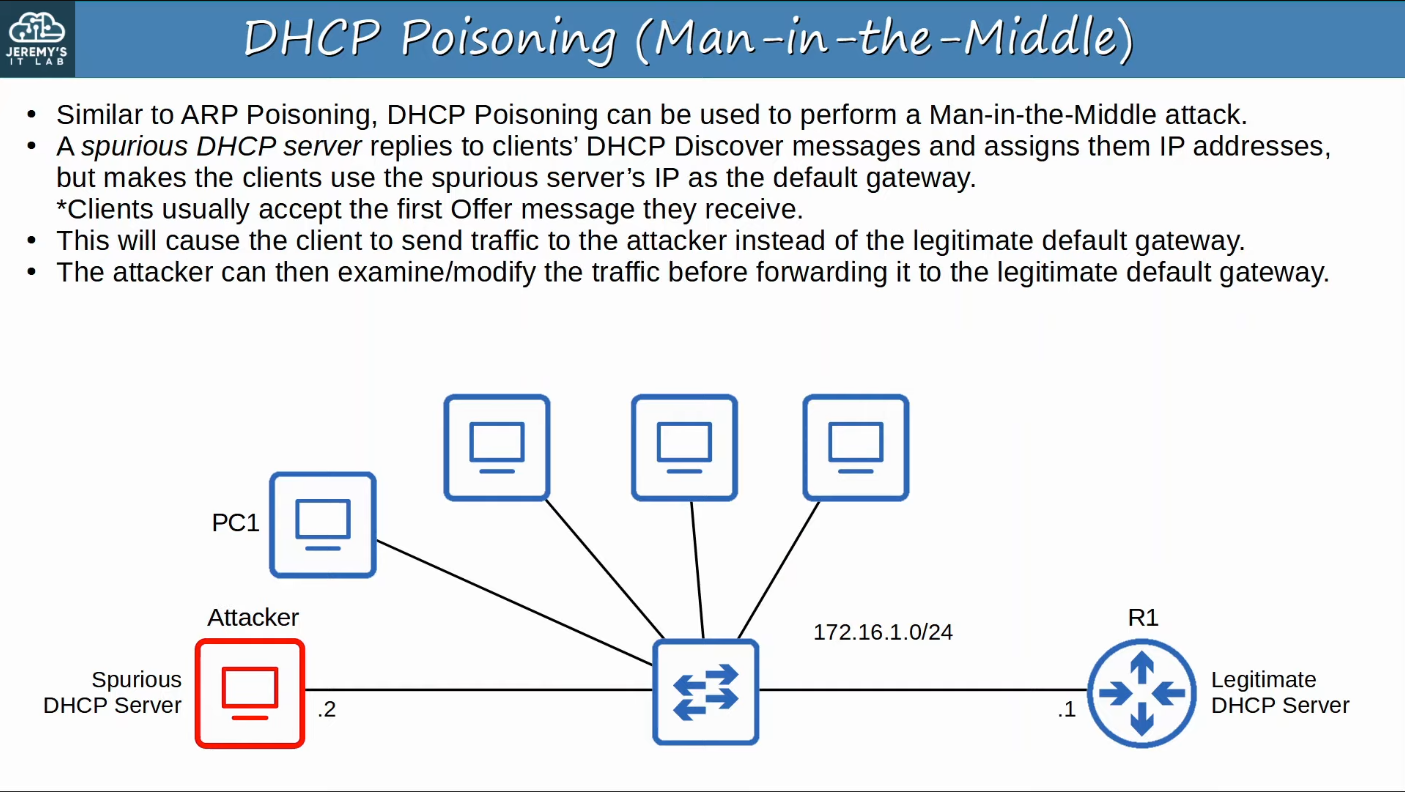 JEREMY'S
IT LAB
DHCP Poisoning (Man-in-the-Middle)
• Similar to ARP Poisoning, DHCP Poisoning can be used to perform a Man-in-the-Middle attack.
• A spurious DHCP server replies to clients’ DHCP Discover messages and assigns them IP addresses,
but makes the clients use the spurious server’s IP as the default gateway.
*Clients usually accept the first Offer message they receive.
• This will cause the client to send traffic to the attacker instead of the legitimate default gateway.
• The attacker can then examine/modify the traffic before forwarding it to the legitimate default gateway.
PC1
Attacker
172.16.1.0/24
R1
Spurious
DHCP Server
.2
.1
Legitimate
DHCP Server